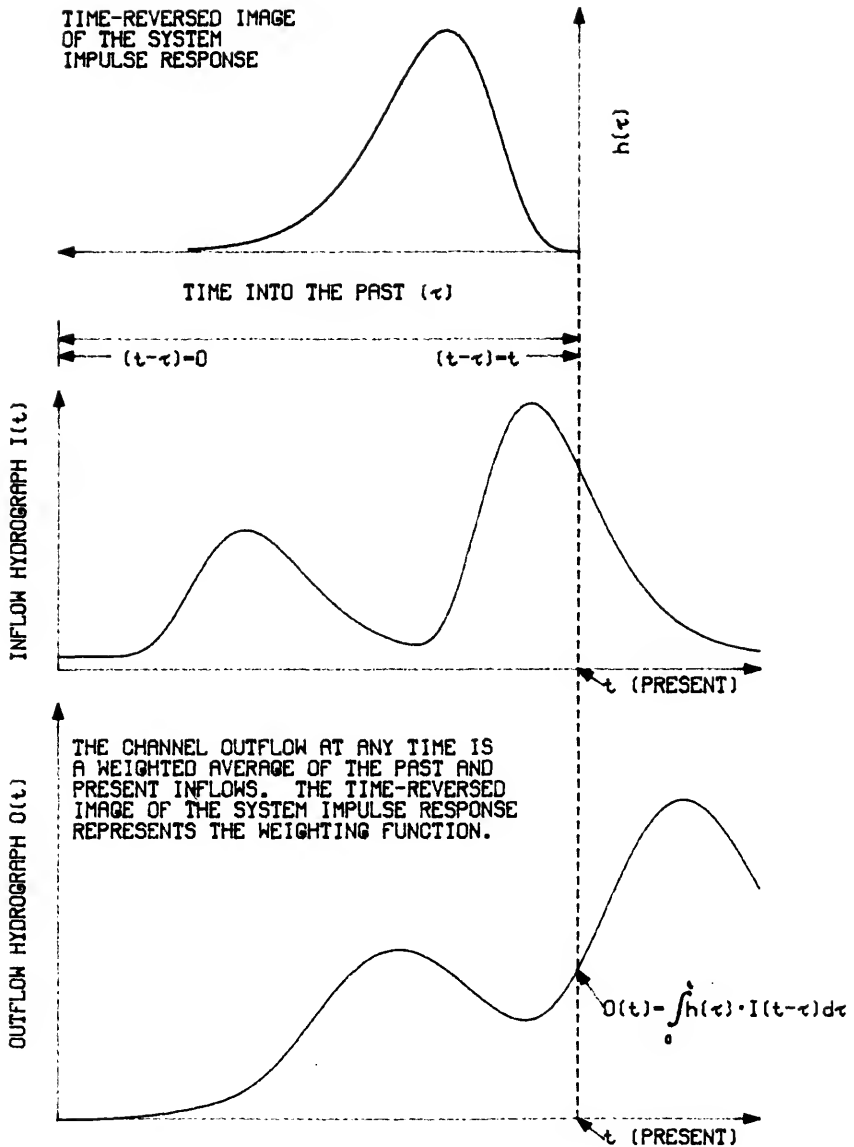 TIME-REVERSED IMAGE
OF THE SYSTEM
IMPULSE RESPONSE
h(τ)
TIME INTO THE PAST (τ)
(t-τ)=0
(t-τ)=t
INFLOW HYDROGRAPH I(t)
t (PRESENT)
THE CHANNEL OUTFLOW AT ANY TIME IS
A WEIGHTED AVERAGE OF THE PAST AND
PRESENT INFLOWS. THE TIME-REVERSED
IMAGE OF THE SYSTEM IMPULSE RESPONSE
REPRESENTS THE WEIGHTING FUNCTION.
OUTFLOW HYDROGRAPH O(t)
O(t)=∫₀ᵗh(τ)·I(t-τ)dτ
t (PRESENT)